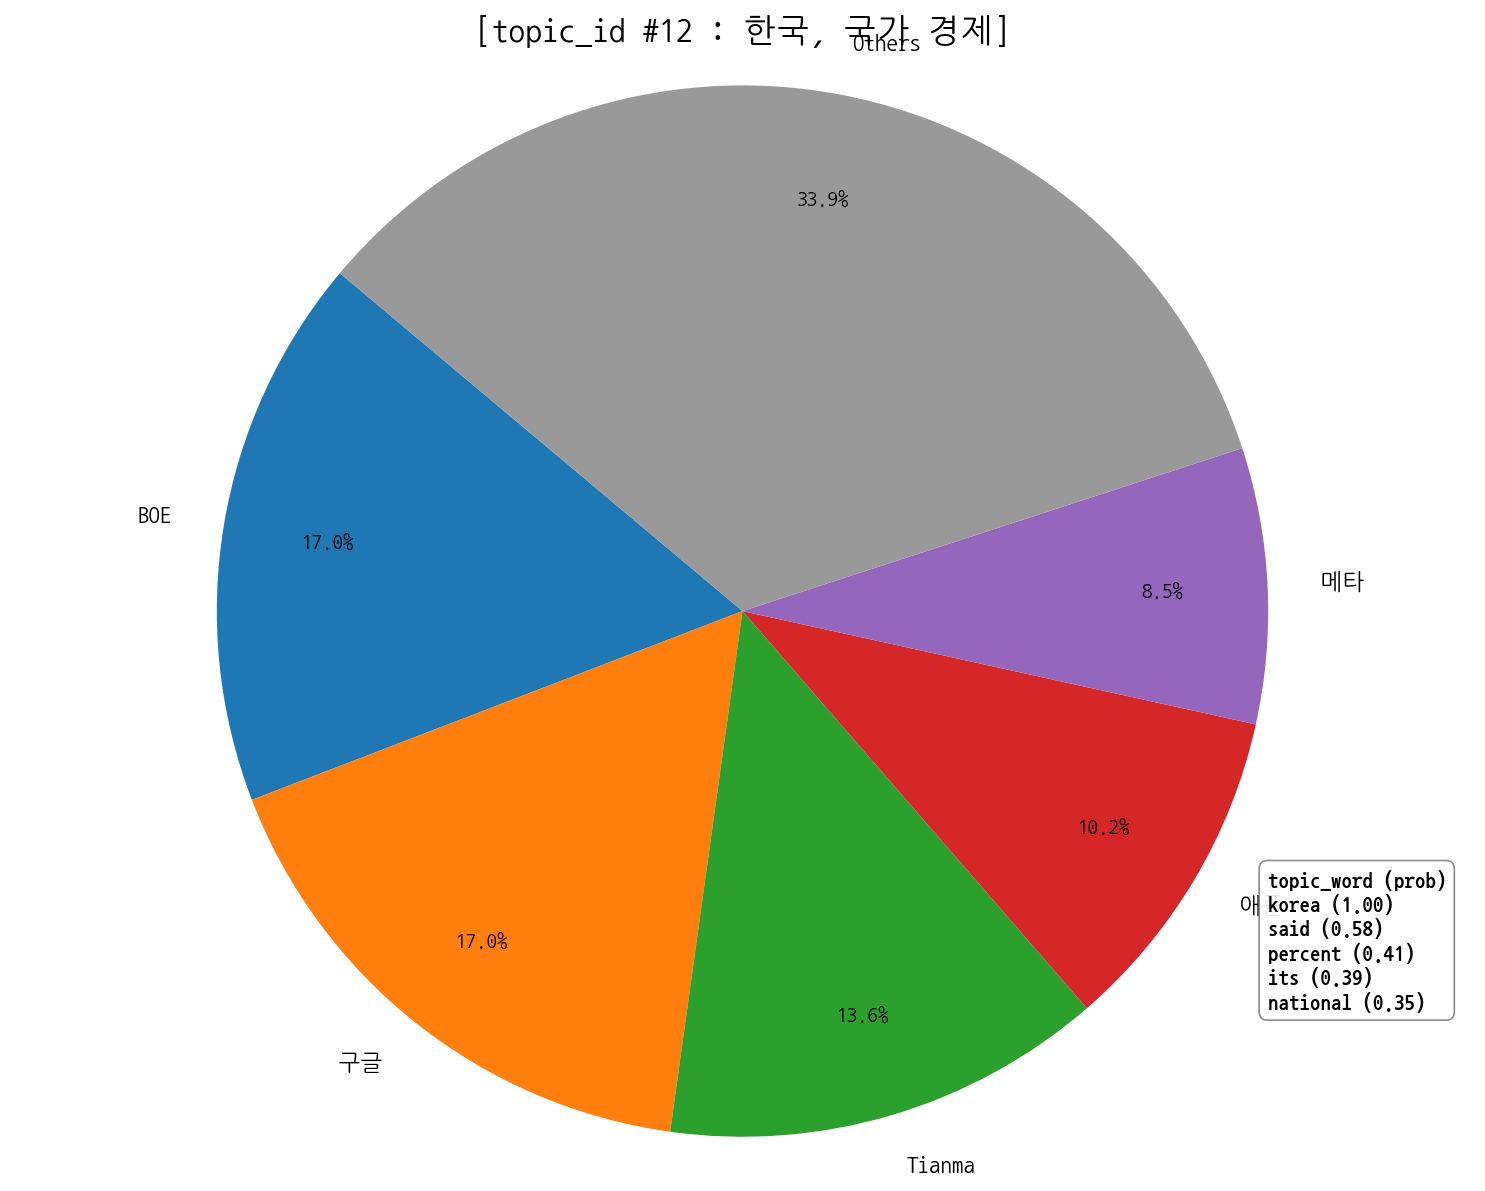 [topic_id #12 : 한국, 국가 경제]
Others
33.9%
BOE
17.0%
메타
8.5%
10.2%
17.0%
구글
13.6%
Tianma
topic_word (prob)
korea (1.00)
said (0.58)
percent (0.41)
its (0.39)
national (0.35)